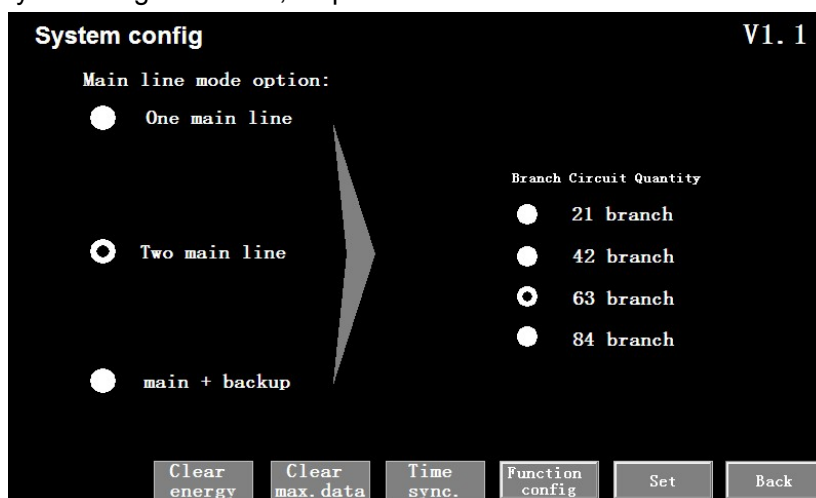 System config
V1.1
Main line mode option:
One main line
Two main line
main + backup
Branch Circuit Quantity
21 branch
42 branch
63 branch
84 branch
Clear
energy
Clear
max.data
Time
sync.
Function
config
Set
Back